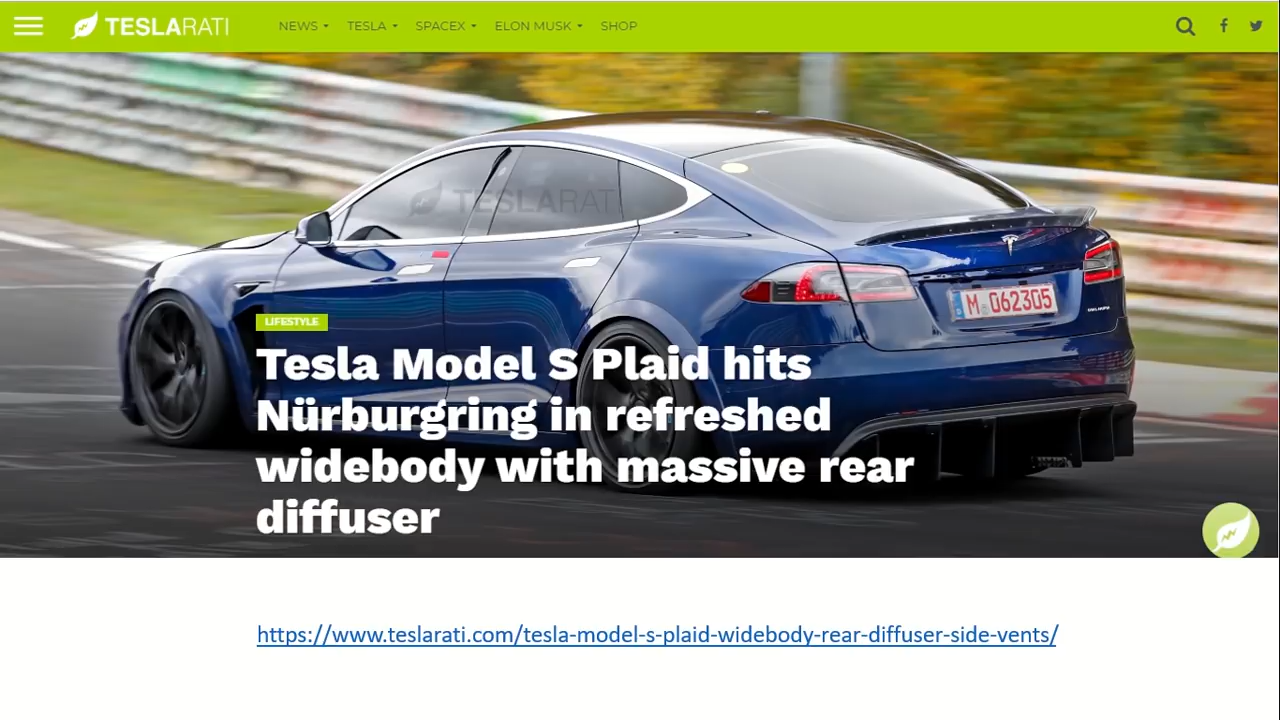 TESLARATI
NEWS TESLA SPACEX ELON MUSK SHOP
TESLARATI
M 062305
LIFESTYLE
Tesla Model S Plaid hits
Nürburgring in refreshed
widebody with massive rear
diffuser
https://www.teslarati.com/tesla-model-s-plaid-widebody-rear-diffuser-side-vents/